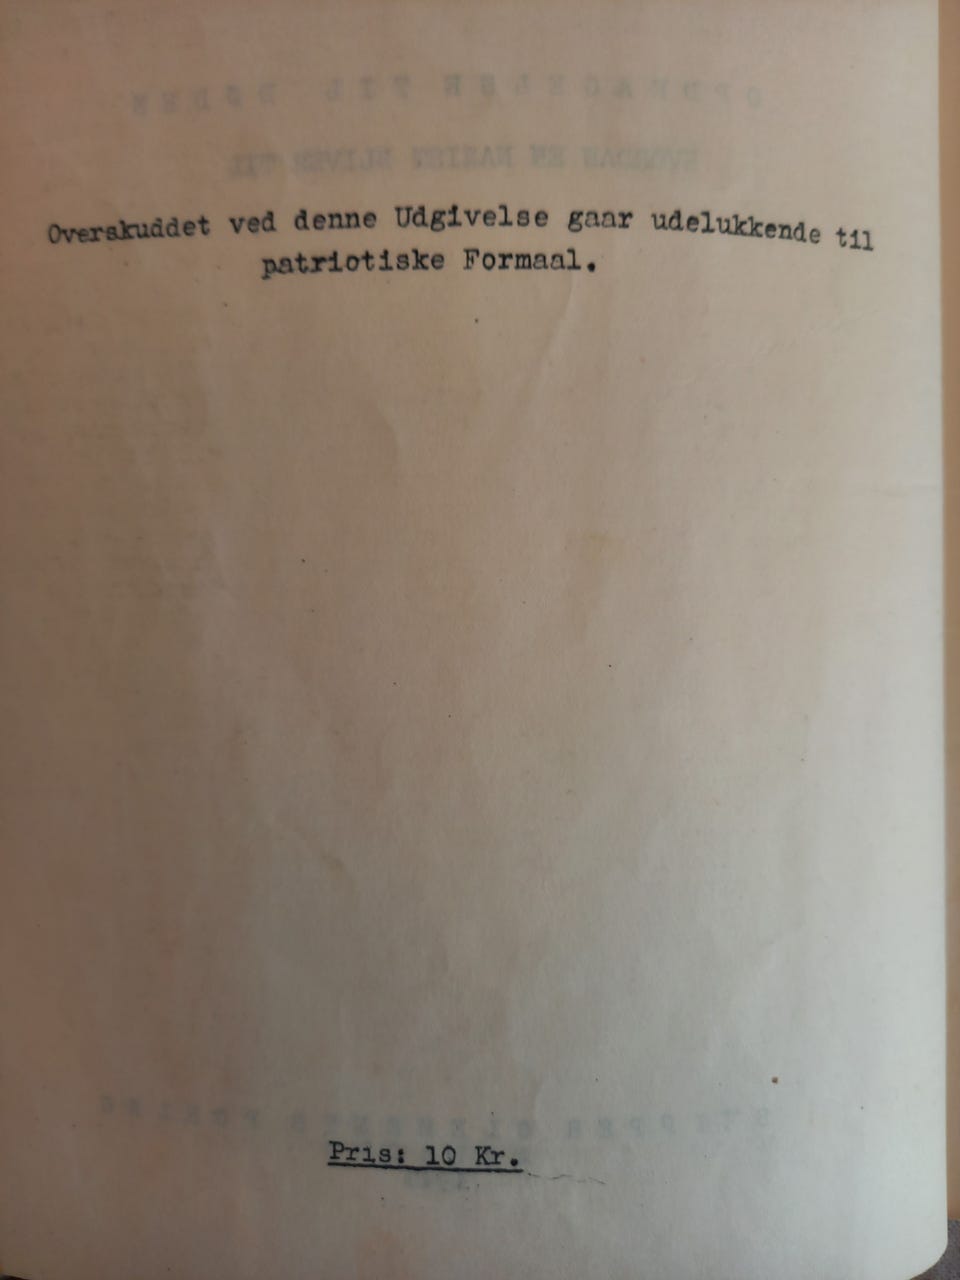 Overskuddet ved denne Udgivelse gaar udelukkende til
patriotiske Formaal.
Pris: 10 Kr.